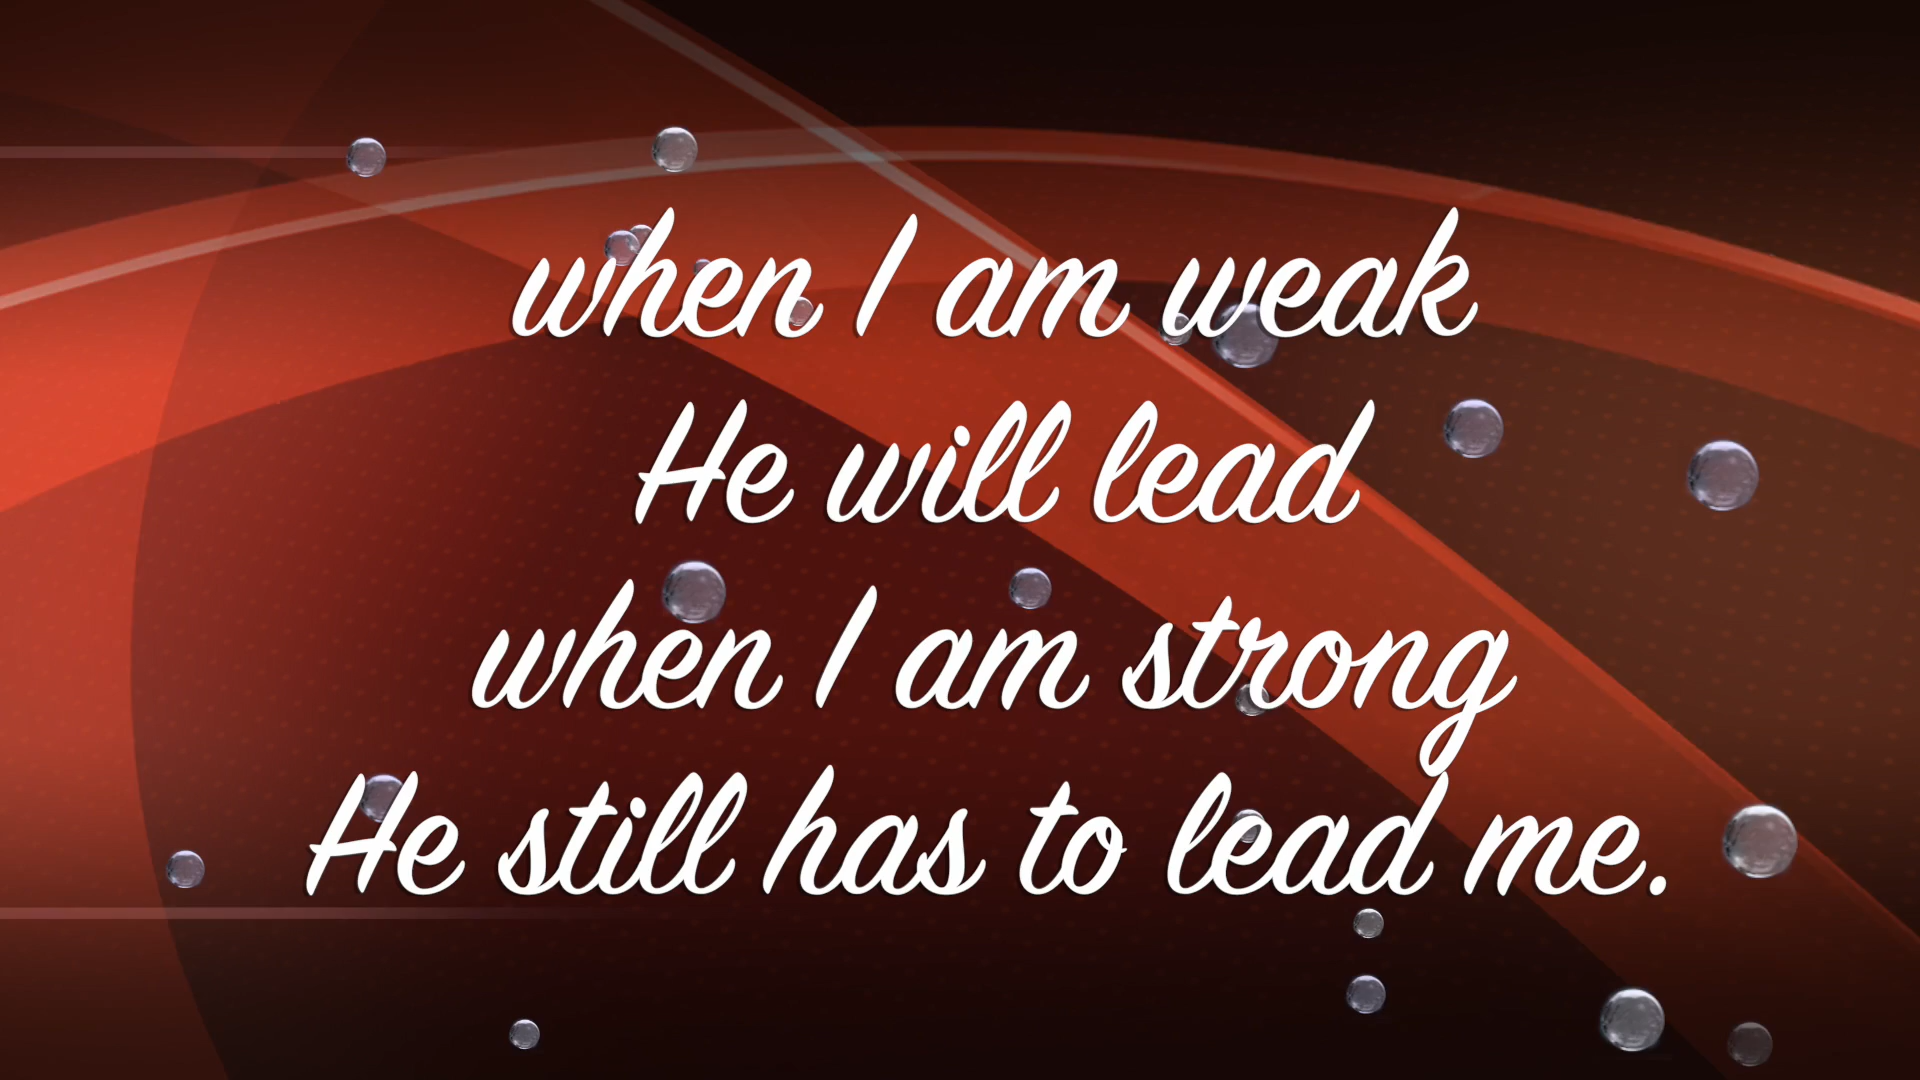 when I am weak
He will lead
when I am strong
He still has to lead me.